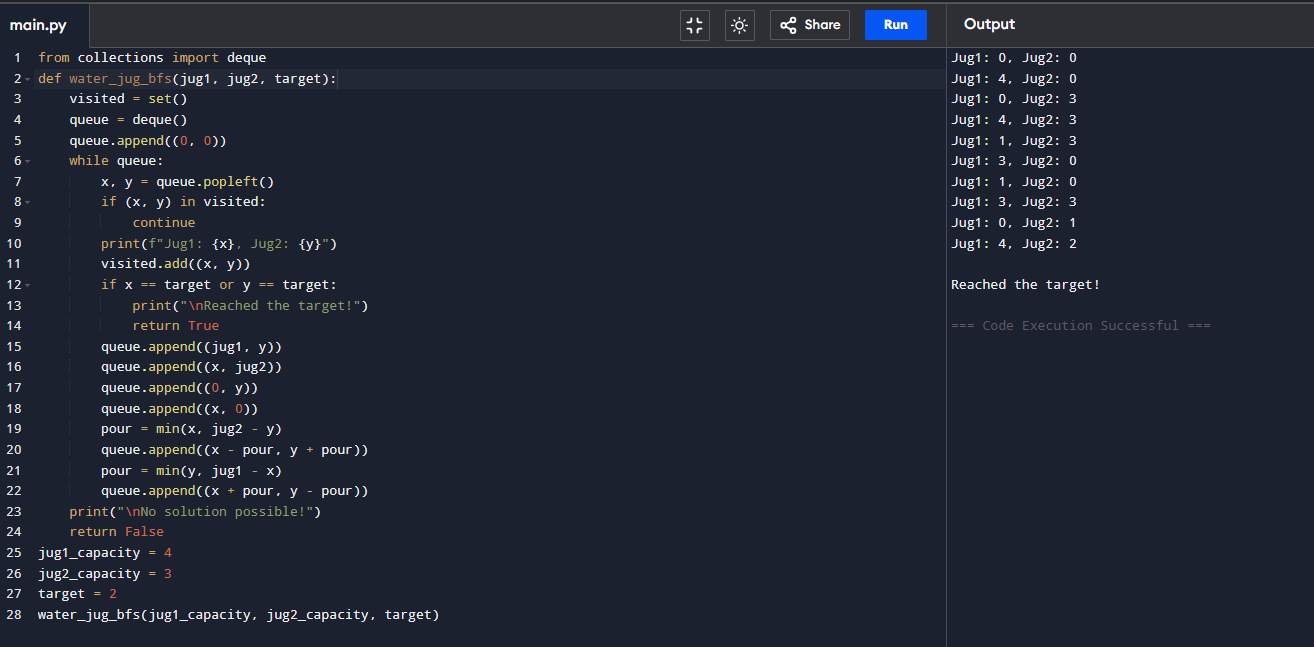 main.py
Share
Run
Output
1 from collections import deque
2 def water_jug_bfs(jug1, jug2, target):
3     visited = set()
4     queue = deque()
5     queue.append((0, 0))
6     while queue:
7         x, y = queue.popleft()
8         if (x, y) in visited:
9             continue
10         print(f"Jug1: {x}, Jug2: {y}")
11         visited.add((x, y))
12         if x == target or y == target:
13             print("\nReached the target!")
14             return True
15         queue.append((jug1, y))
16         queue.append((x, jug2))
17         queue.append((0, y))
18         queue.append((x, 0))
19         pour = min(x, jug2 - y)
20         queue.append((x - pour, y + pour))
21         pour = min(y, jug1 - x)
22         queue.append((x + pour, y - pour))
23     print("\nNo solution possible!")
24     return False
25 jug1_capacity = 4
26 jug2_capacity = 3
27 target = 2
28 water_jug_bfs(jug1_capacity, jug2_capacity, target)
Jug1: 0, Jug2: 0
Jug1: 4, Jug2: 0
Jug1: 0, Jug2: 3
Jug1: 4, Jug2: 3
Jug1: 1, Jug2: 3
Jug1: 3, Jug2: 0
Jug1: 1, Jug2: 0
Jug1: 3, Jug2: 3
Jug1: 0, Jug2: 1
Jug1: 4, Jug2: 2
Reached the target!
=== Code Execution Successful ===